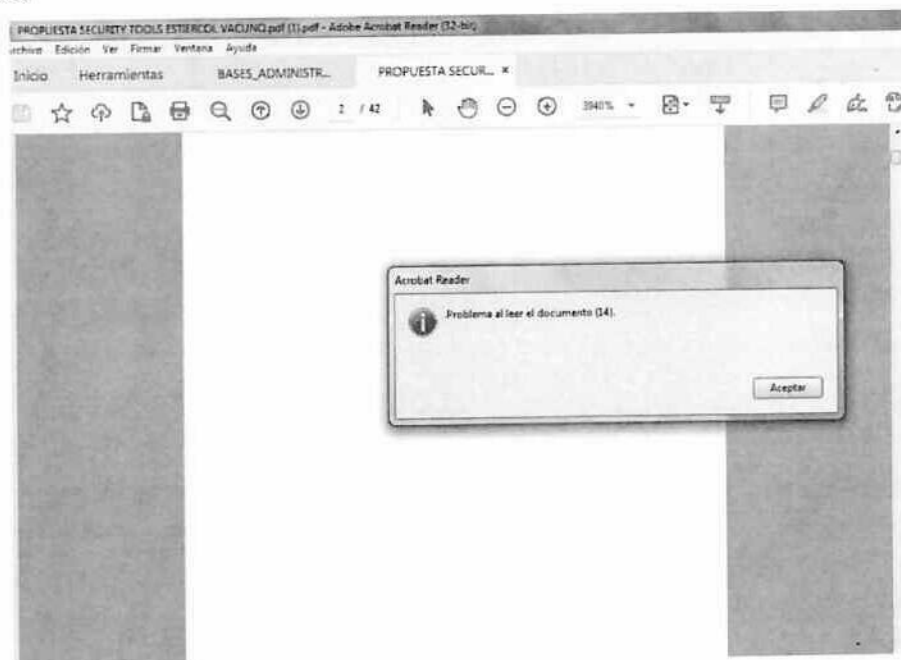 PROPUESTA SECURITY TOOLS ESTIERCOL VACUNO.pdf (1).pdf - Adobe Acrobat Reader (32-bit)
Edición Ver Firmar Ventana Ayuda
Inicio Herramientas BASES_ADMINISTR... PROPUESTA SECUR... ×
2 / 42 3940%
Acrobat Reader
Problema al leer el documento (14).
Aceptar